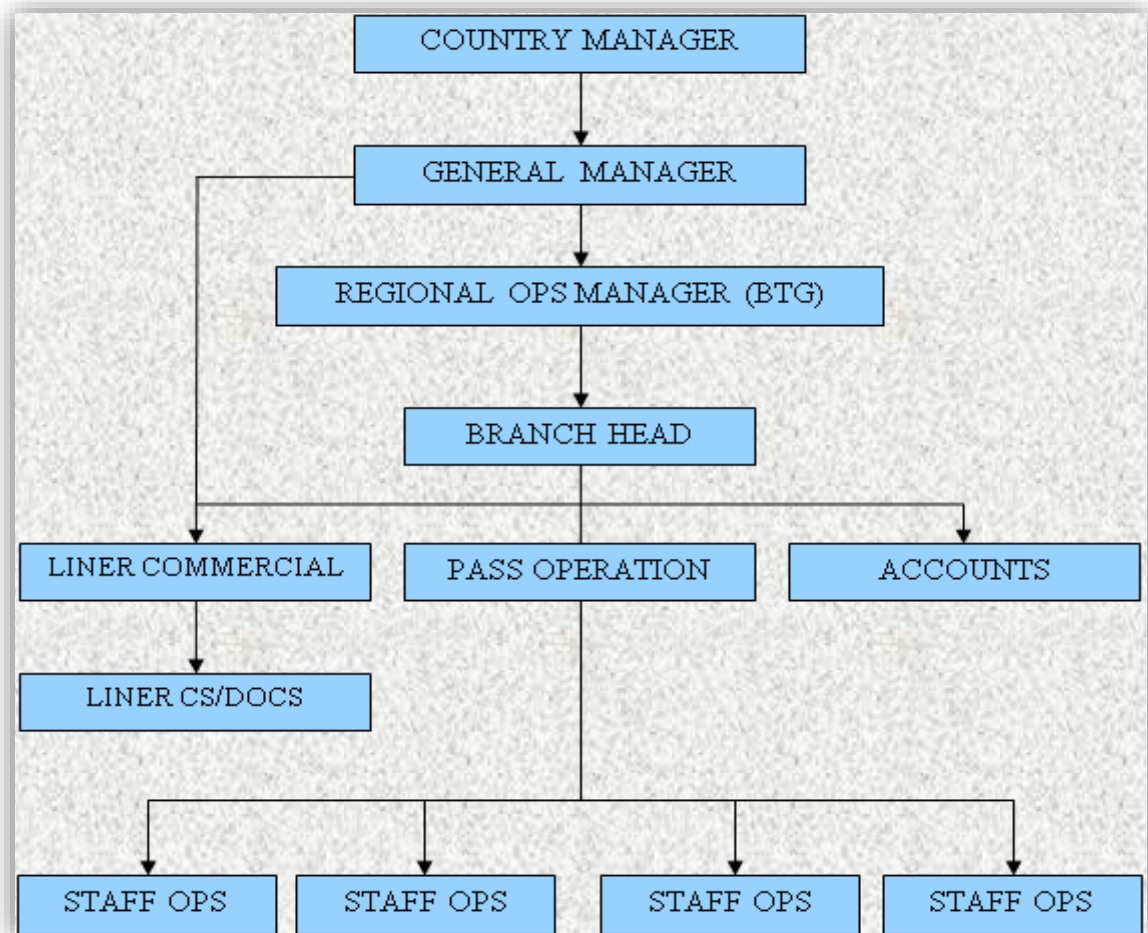 COUNTRY MANAGER
GENERAL MANAGER
REGIONAL OPS MANAGER (BTG)
BRANCH HEAD
LINER COMMERCIAL
PASS OPERATION
ACCOUNTS
LINER CS/DOCS
STAFF OPS
STAFF OPS
STAFF OPS
STAFF OPS